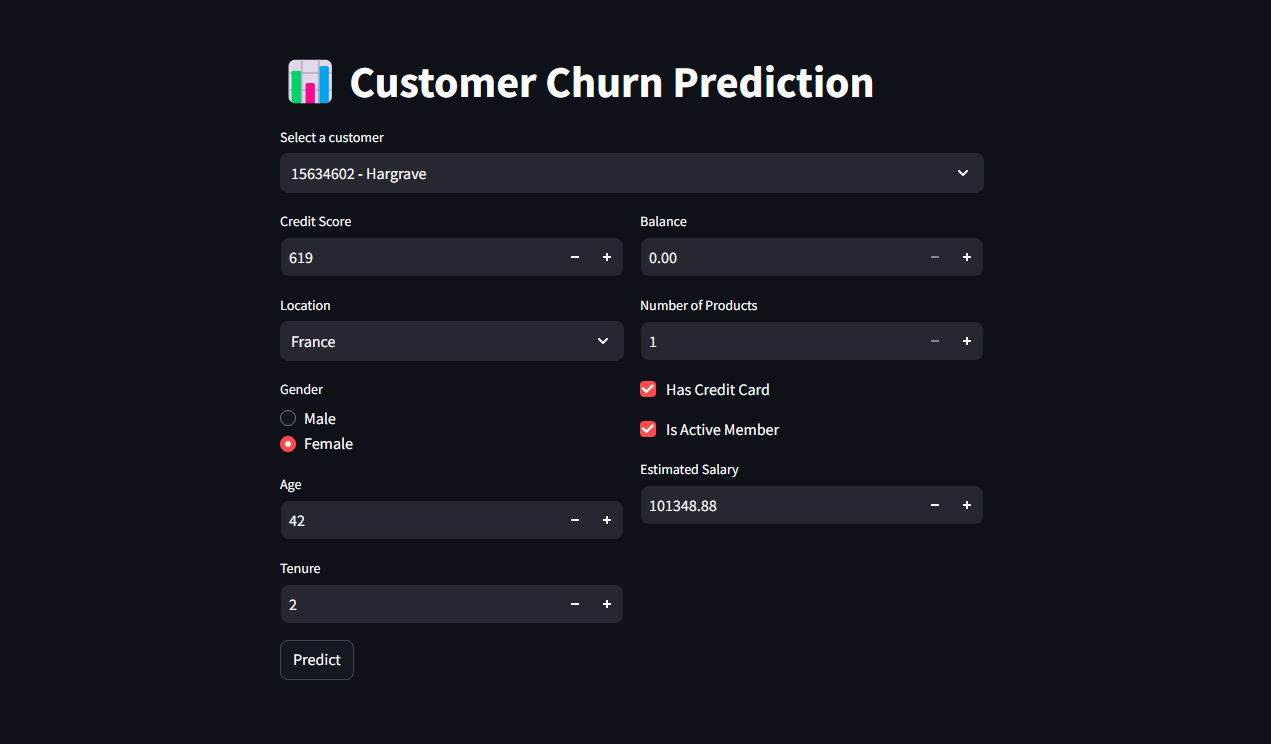 Customer Churn Prediction
Select a customer
15634602 - Hargrave
Credit Score
619
Location
France
Gender
Male
Female
Age
42
Tenure
2
Predict
Balance
0.00
Number of Products
1
Has Credit Card
Is Active Member
Estimated Salary
101348.88